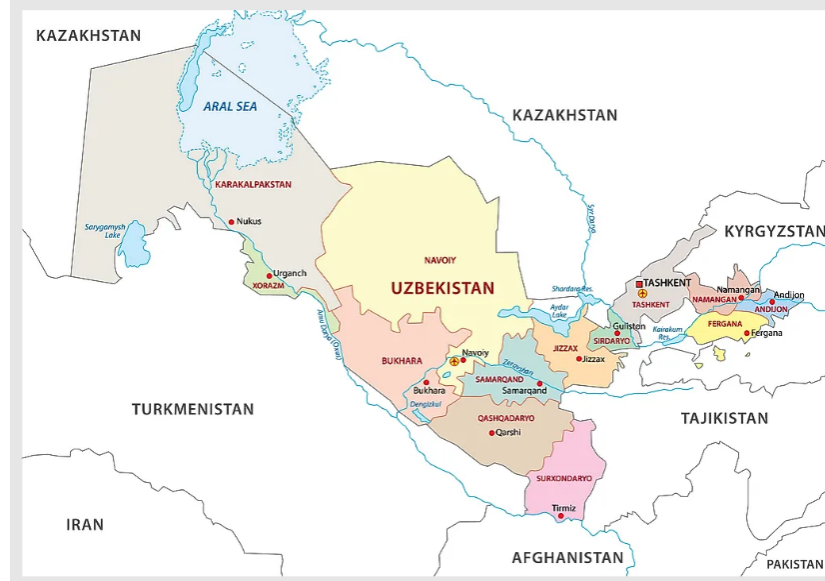 KAZAKHSTAN
ARAL SEA
KAZAKHSTAN
KARAKALPAKSTAN
Nukus
Sarygamysh
Lake
Syr Darya
KYRGYZSTAN
NAVOIY
UZBEKISTAN
Urganch
XORAZM
Amu Darya (Oxus)
Shardara Res.
Aydar
Lake
TASHKENT
TASHKENT
Namangan
NAMANGAN
Andijon
ANDIJON
FERGANA
Fergana
Guliston
SIRDARYO
Kairakum
Res.
JIZZAX
Jizzax
BUKHARA
Bukhara
Navoiy
Zeravshan
SAMARQAND
Samarqand
Dengizkul
QASHQADARYO
Qarshi
TURKMENISTAN
TAJIKISTAN
SURXONDARYO
Tirmiz
IRAN
AFGHANISTAN
PAKISTAN